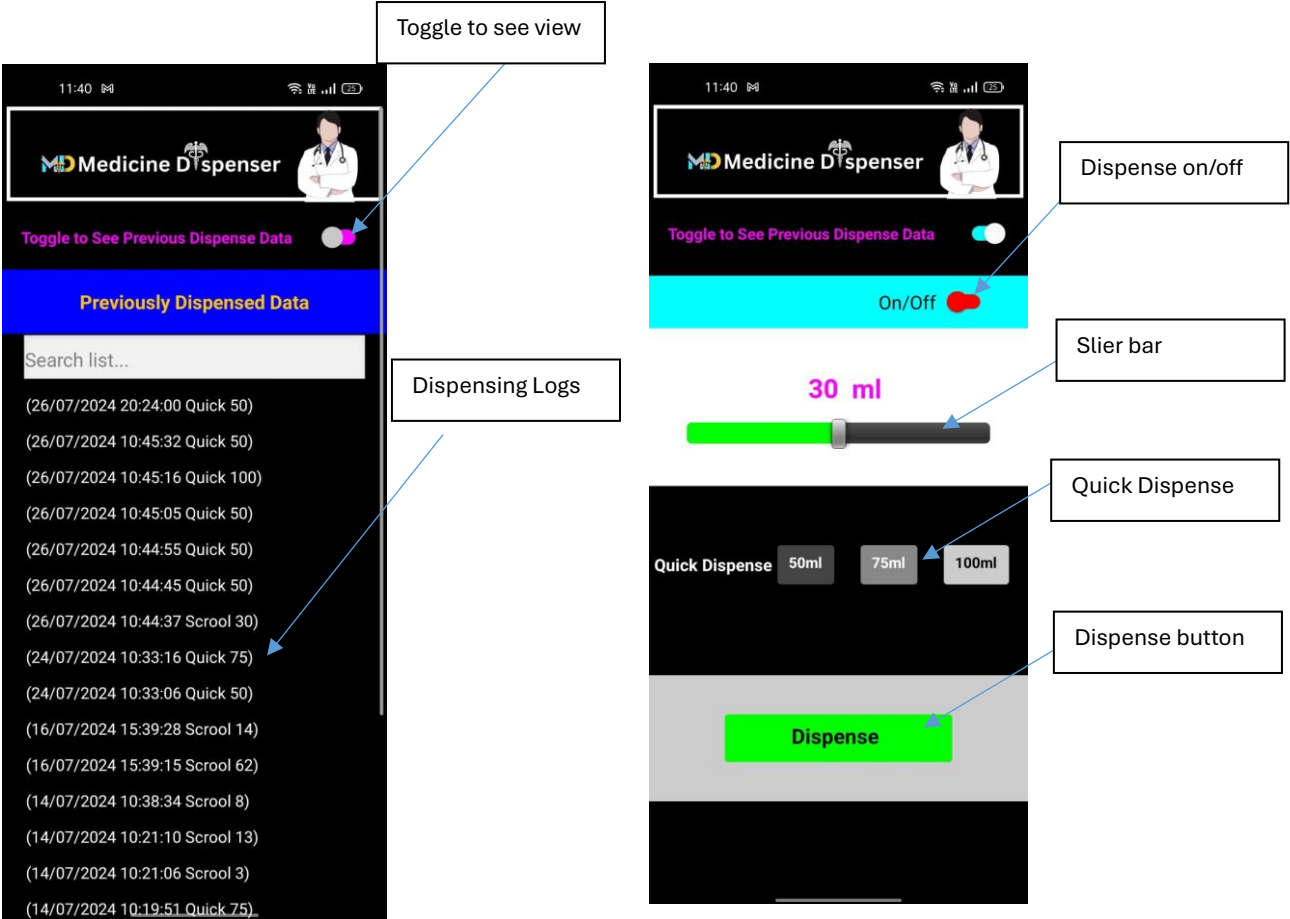 Toggle to see view
11:40
25
MD Medicine Dispenser
Toggle to See Previous Dispense Data
Previously Dispensed Data
Search list...
(26/07/2024 20:24:00 Quick 50)
(26/07/2024 10:45:32 Quick 50)
(26/07/2024 10:45:16 Quick 100)
(26/07/2024 10:45:05 Quick 50)
(26/07/2024 10:44:55 Quick 50)
(26/07/2024 10:44:45 Quick 50)
(26/07/2024 10:44:37 Scrool 30)
(24/07/2024 10:33:16 Quick 75)
(24/07/2024 10:33:06 Quick 50)
(16/07/2024 15:39:28 Scrool 14)
(16/07/2024 15:39:15 Scrool 62)
(14/07/2024 10:38:34 Scrool 8)
(14/07/2024 10:21:10 Scrool 13)
(14/07/2024 10:21:06 Scrool 3)
(14/07/2024 10:19:51 Quick 75)
Dispensing Logs
11:40
25
MD Medicine Dispenser
Toggle to See Previous Dispense Data
On/Off
30 ml
Quick Dispense 50ml 75ml 100ml
Dispense
Dispense on/off
Slier bar
Quick Dispense
Dispense button